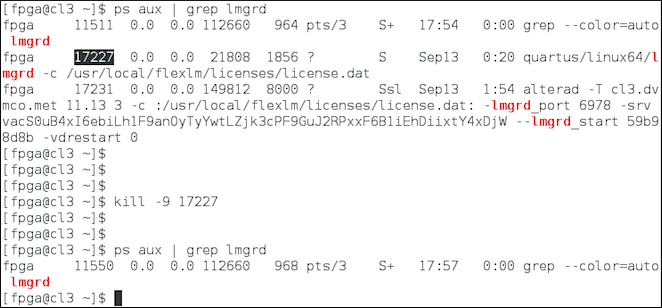 [fpga@cl3 ~]$ ps aux | grep lmgrd
fpga     11511  0.0  0.0 112660   964 pts/3    S+   17:54   0:00 grep --color=auto
 lmgrd
fpga     17227  0.0  0.0  21808  1856 ?        S    Sep13   0:20 quartus/linux64/l
mgrd -c /usr/local/flexlm/licenses/license.dat
fpga     17231  0.0  0.0 149812  8000 ?        Ssl  Sep13   1:54 alterad -T cl3.dv
mco.met 11.13 3 -c :/usr/local/flexlm/licenses/license.dat: -lmgrd_port 6978 -srv
vacS0uB4xI6ebiLh1F9anOyTyYwtLZjk3cPF9GuJ2RPxxF6B1iEhDiixtY4xDjW --lmgrd_start 59b9
8d8b -vdrestart 0
[fpga@cl3 ~]$
[fpga@cl3 ~]$
[fpga@cl3 ~]$ kill -9 17227
[fpga@cl3 ~]$
[fpga@cl3 ~]$
[fpga@cl3 ~]$ ps aux | grep lmgrd
fpga     11550  0.0  0.0 112660   968 pts/3    S+   17:57   0:00 grep --color=auto
 lmgrd
[fpga@cl3 ~]$